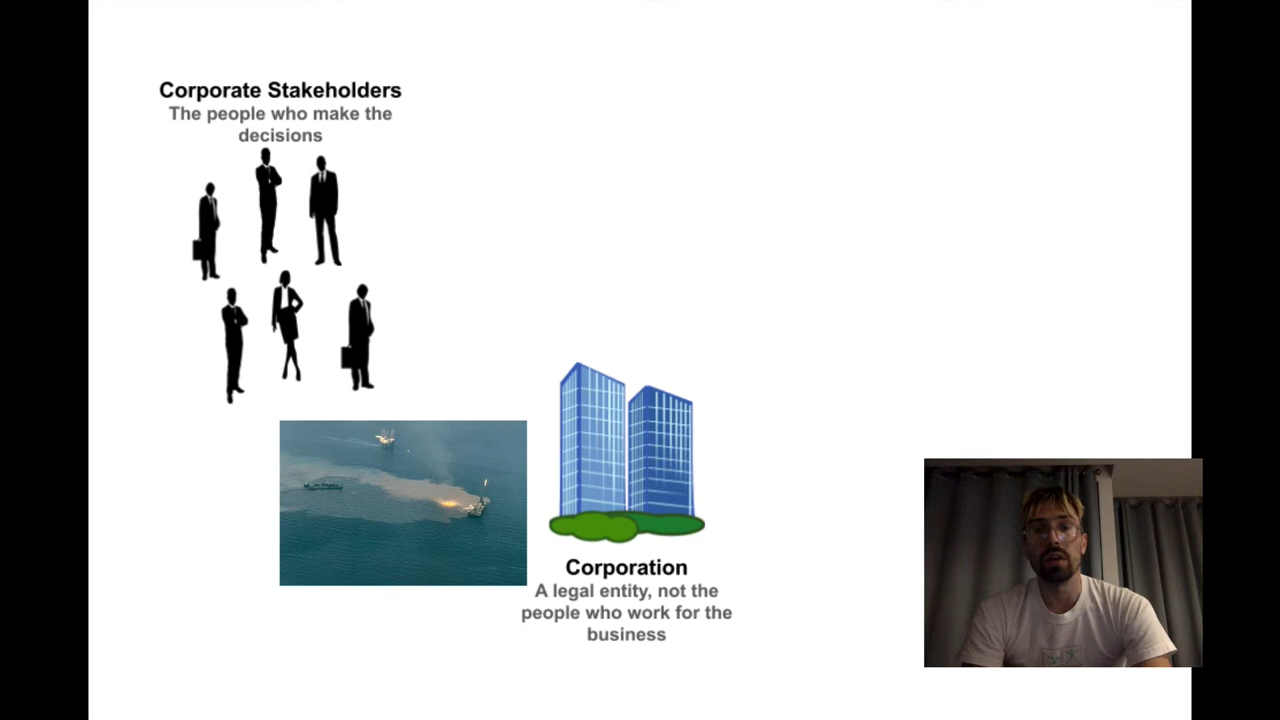 Corporate Stakeholders
The people who make the
decisions
Corporation
A legal entity, not the
people who work for the
business